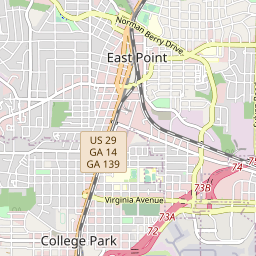 Norman Berry Drive
East Point
US 29
GA 14
GA 139
74
75
73B
Virginia Avenue
73A
72
College Park